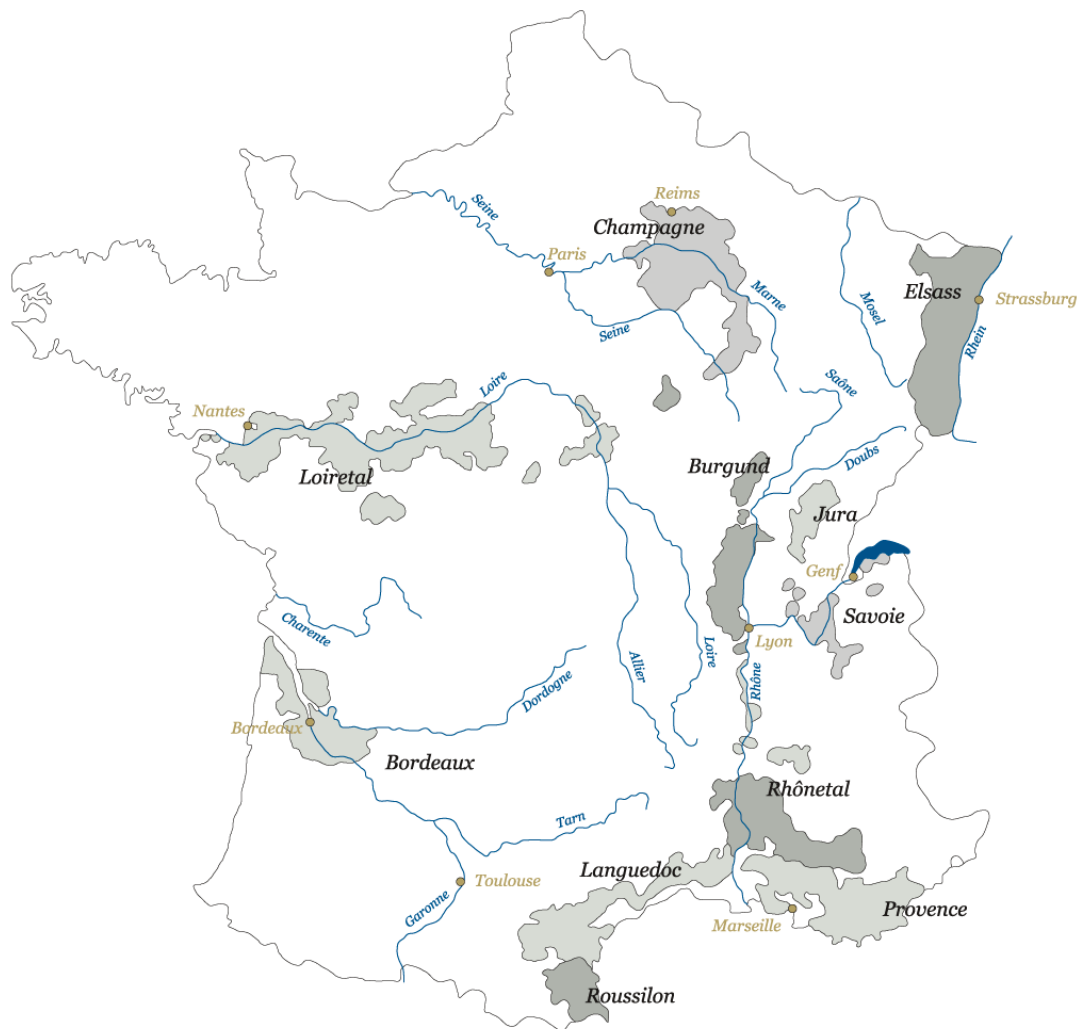 Reims
Seine
Champagne
Paris
Elsass
Marne
Mosel
Strassburg
Seine
Rhein
Saône
Loire
Nantes
Burgund
Doubs
Loiretal
Jura
Genf
Charente
Savoie
Lyon
Loire
Allier
Rhône
Dordogne
Bordeaux
Bordeaux
Rhônetal
Tarn
Languedoc
Toulouse
Garonne
Provence
Marseille
Roussilon